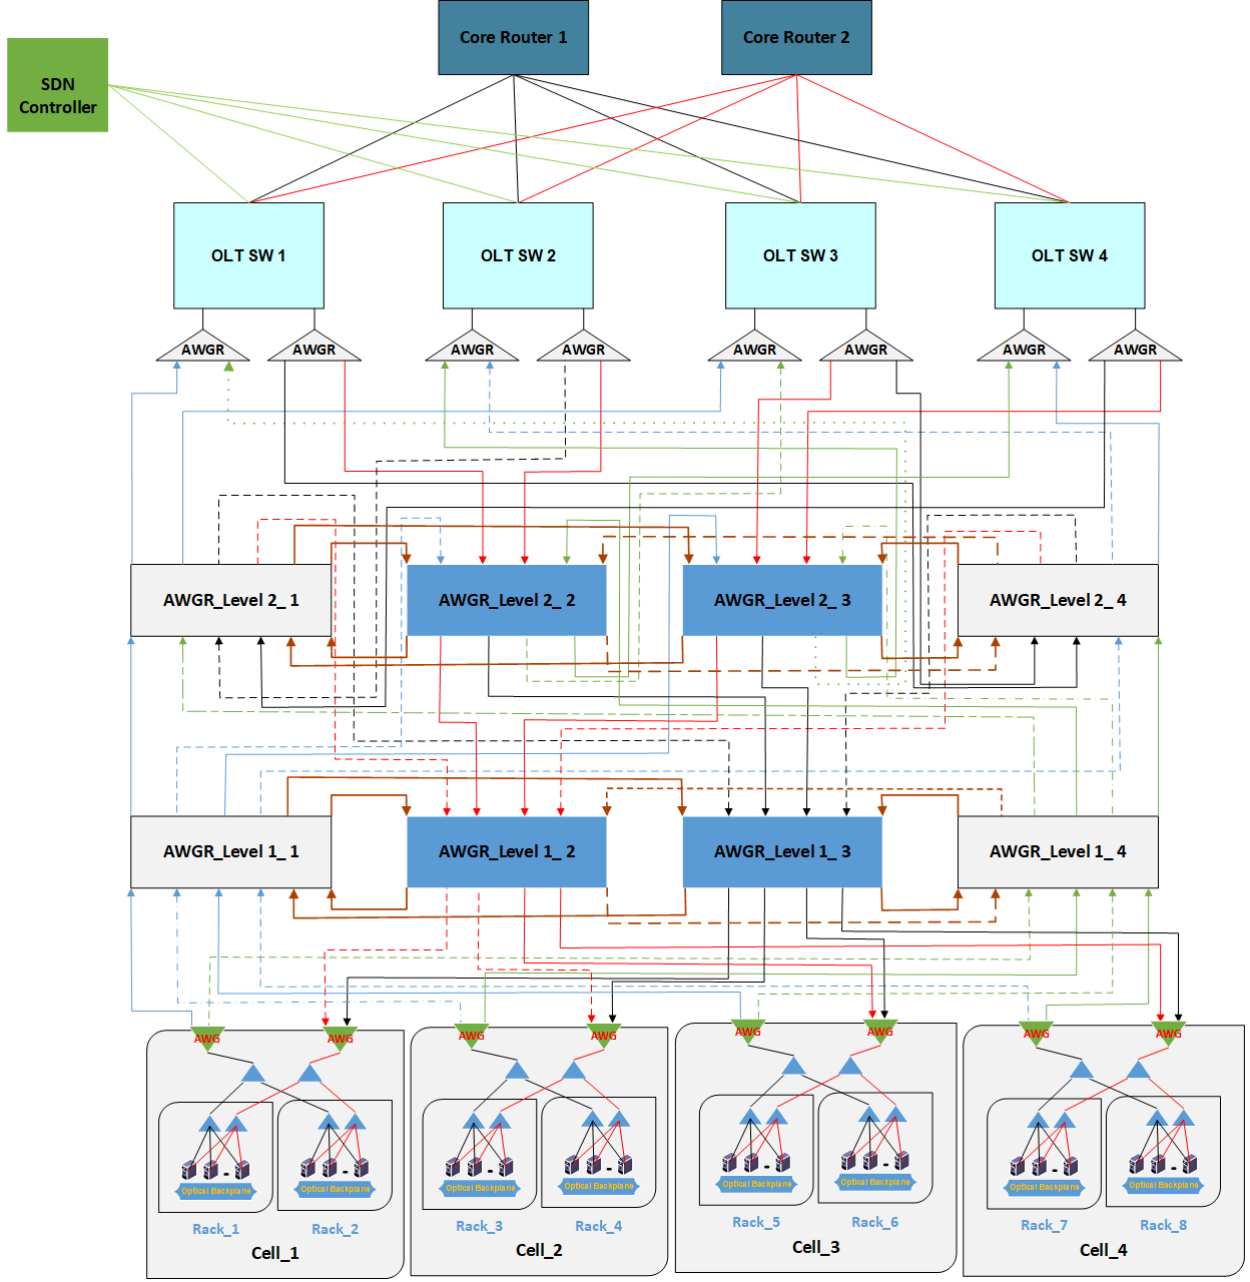 Core Router 1
Core Router 2
SDN
Controller
OLT SW 1
OLT SW 2
OLT SW 3
OLT SW 4
AWGR
AWGR
AWGR
AWGR
AWGR
AWGR
AWGR
AWGR
AWGR_Level 2_ 1
AWGR_Level 2_ 2
AWGR_Level 2_ 3
AWGR_Level 2_ 4
AWGR_Level 1_ 1
AWGR_Level 1_ 2
AWGR_Level 1_ 3
AWGR_Level 1_ 4
AWG
AWG
AWG
AWG
AWG
AWG
AWG
AWG
Optical Backplane
Optical Backplane
Optical Backplane
Optical Backplane
Optical Backplane
Optical Backplane
Optical Backplane
Optical Backplane
Rack_1
Rack_2
Rack_3
Rack_4
Rack_5
Rack_6
Rack_7
Rack_8
Cell_1
Cell_2
Cell_3
Cell_4